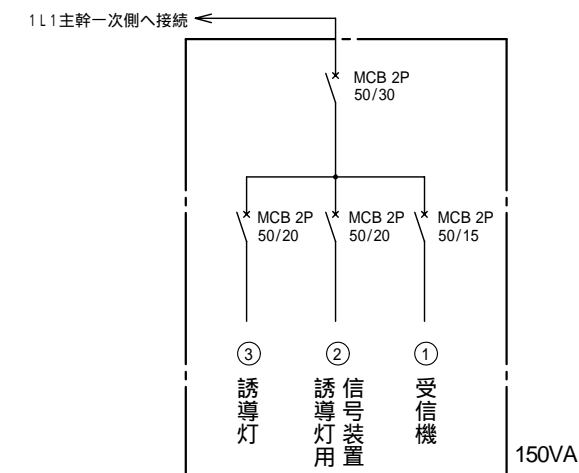 1L1主幹一次側へ接続
MCB 2P
50/30
MCB 2P
50/20
MCB 2P
50/20
MCB 2P
50/15
③
誘導灯
②
信号装置
誘導灯用
①
受信機
150VA